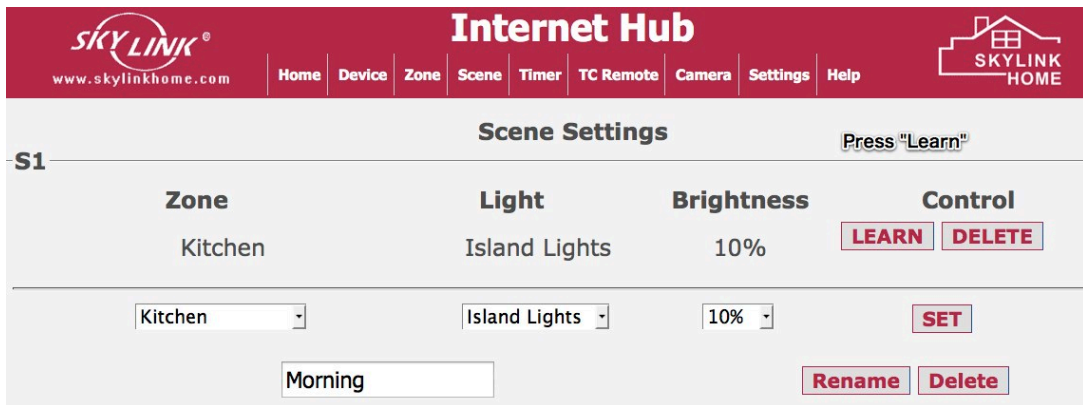 SKYLINK®
www.skylinkhome.com
Internet Hub
Home Device Zone Scene Timer TC Remote Camera Settings Help
SKYLINK
HOME
Scene Settings
Press "Learn"
S1
Zone Light Brightness Control
Kitchen Island Lights 10% LEARN DELETE
Kitchen Island Lights 10% SET
Morning Rename Delete